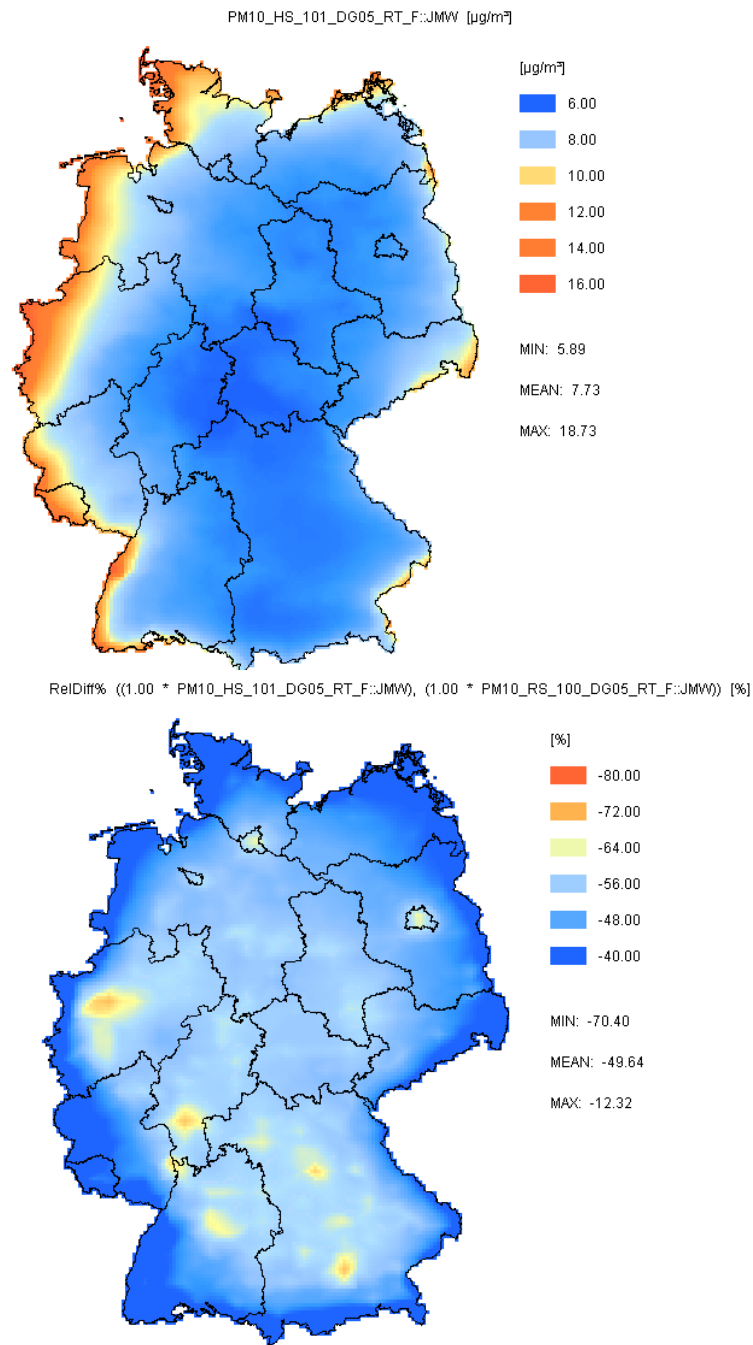 PM10_HS_101_DG05_RT_F::JMW [µg/m³]
[µg/m³]
6.00
8.00
10.00
12.00
14.00
16.00
MIN: 5.89
MEAN: 7.73
MAX: 18.73
RelDiff% ((1.00 * PM10_HS_101_DG05_RT_F::JMW), (1.00 * PM10_RS_100_DG05_RT_F::JMW)) [%]
[%]
-80.00
-72.00
-64.00
-56.00
-48.00
-40.00
MIN: -70.40
MEAN: -49.64
MAX: -12.32